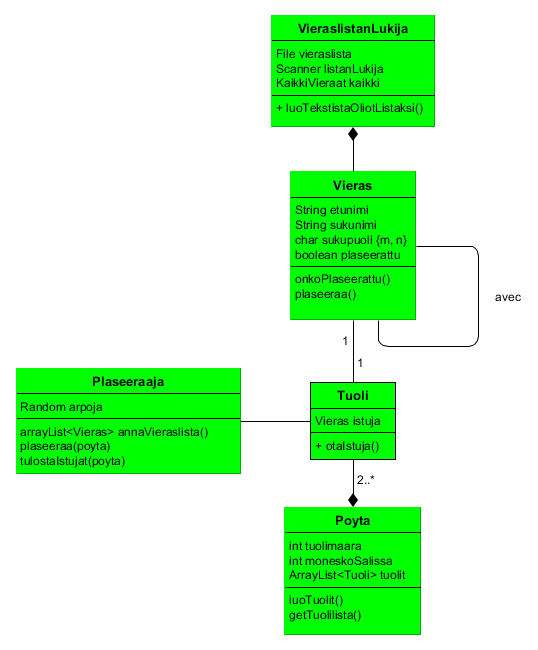 VieraslistanLukija
File vieraslista
Scanner listanLukija
KaikkiVieraat kaikki
+ luoTekstistaOliotListaksi()
Vieras
String etunimi
String sukunimi
char sukupuoli {m, n}
boolean plaseerattu
onkoPlaseerattu()
plaseeraa()
avec
1
1
Plaseeraaja
Random arpoja
arrayList<Vieras> annaVieraslista()
plaseeraa(poyta)
tulostaIstujat(poyta)
Tuoli
Vieras istuja
+ otaIstuja()
2..*
Poyta
int tuolimaara
int moneskoSalissa
ArrayList<Tuoli> tuolit
luoTuolit()
getTuolilista()